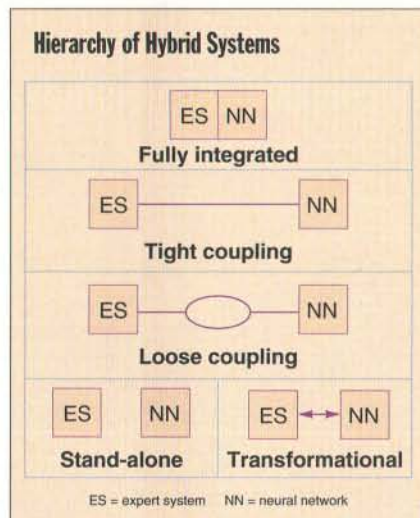 Hierarchy of Hybrid Systems
ES NN
Fully integrated
ES NN
Tight coupling
ES NN
Loose coupling
ES NN
Stand-alone
ES NN
Transformational
ES = expert system NN = neural network